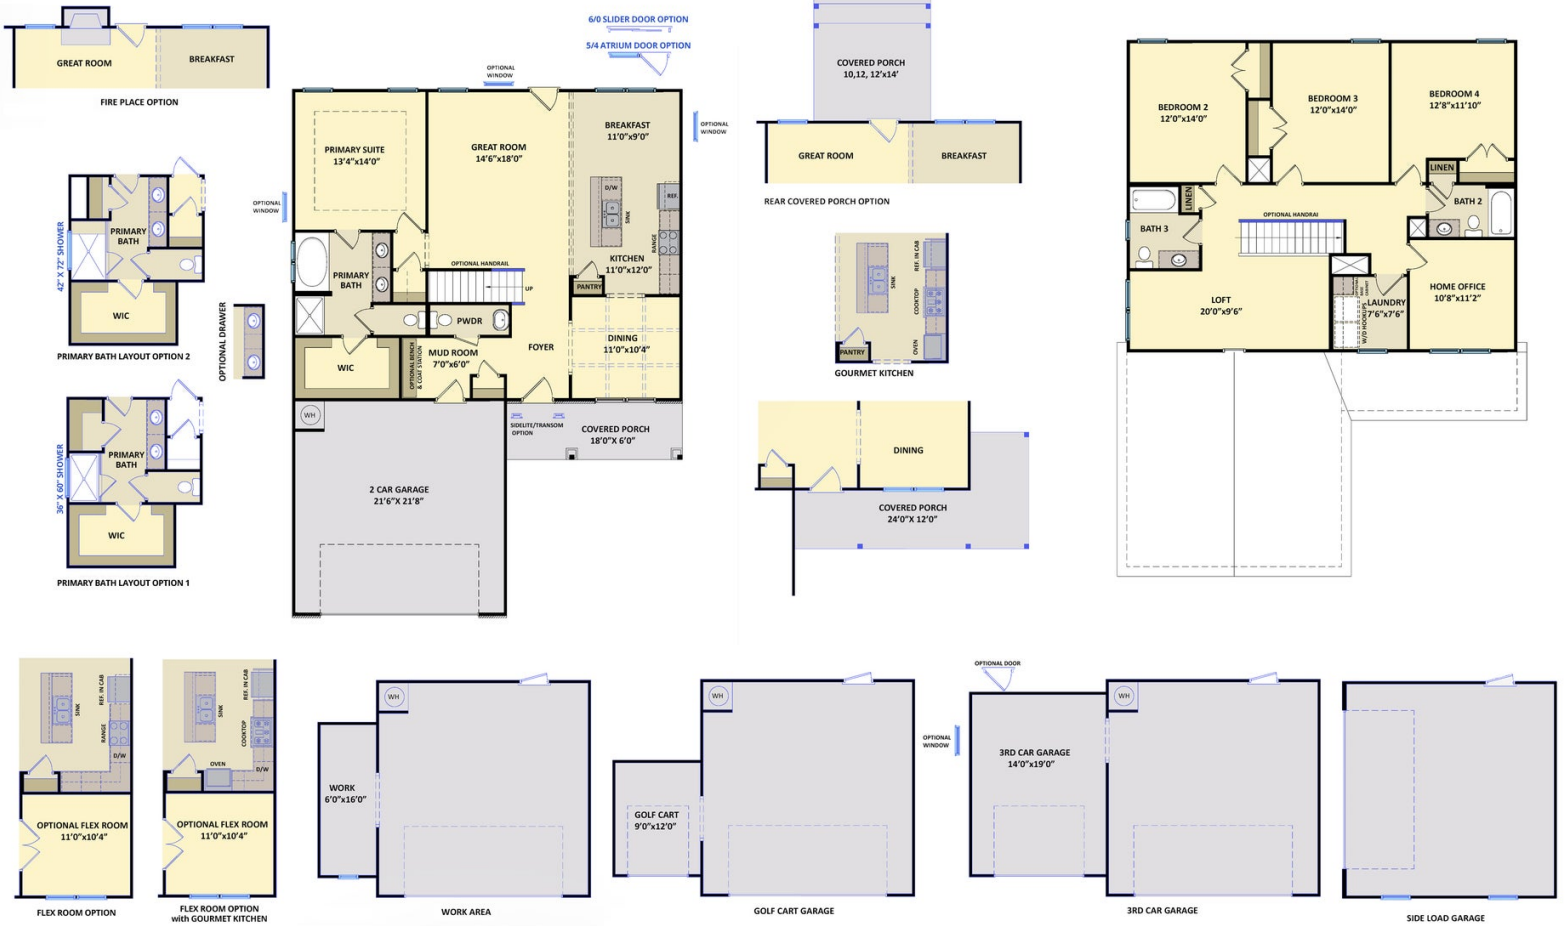 GREAT ROOM
BREAKFAST
FIRE PLACE OPTION
6/0 SLIDER DOOR OPTION
5/4 ATRIUM DOOR OPTION
OPTIONAL
WINDOW
OPTIONAL
WINDOW
OPTIONAL
WINDOW
PRIMARY SUITE
13'4"x14'0"
GREAT ROOM
14'6"x18'0"
BREAKFAST
11'0"x9'0"
D/W
SINK
REF.
RANGE
KITCHEN
11'0"x12'0"
PANTRY
OPTIONAL HANDRAIL
UP
PRIMARY
BATH
PWDR
WIC
OPTIONAL BENCH
& COAT STATION
MUD ROOM
7'0"x6'0"
FOYER
DINING
11'0"x10'4"
WH
SIDELITE/TRANSOM
OPTION
COVERED PORCH
18'0"X 6'0"
2 CAR GARAGE
21'6"X 21'8"
42" X 72" SHOWER
PRIMARY
BATH
WIC
PRIMARY BATH LAYOUT OPTION 2
OPTIONAL DRAWER
36" X 60" SHOWER
PRIMARY
BATH
WIC
PRIMARY BATH LAYOUT OPTION 1
COVERED PORCH
10,12, 12'x14'
GREAT ROOM
BREAKFAST
REAR COVERED PORCH OPTION
SINK
REF. IN CAB
COOKTOP
OVEN
PANTRY
GOURMET KITCHEN
DINING
COVERED PORCH
24'0"X 12'0"
BEDROOM 2
12'0"x14'0"
BEDROOM 3
12'0"x14'0"
BEDROOM 4
12'8"x11'10"
LINEN
LINEN
BATH 2
BATH 3
OPTIONAL HANDRAI
LOFT
20'0"x9'6"
W/D HOOKUPS
LAUNDRY
7'6"x7'6"
HOME OFFICE
10'8"x11'2"
SINK
REF. IN CAB
RANGE
D/W
OPTIONAL FLEX ROOM
11'0"x10'4"
FLEX ROOM OPTION
SINK
REF. IN CAB
COOKTOP
OVEN
D/W
OPTIONAL FLEX ROOM
11'0"x10'4"
FLEX ROOM OPTION
with GOURMET KITCHEN
WH
WORK
6'0"x16'0"
WORK AREA
WH
GOLF CART
9'0"x12'0"
GOLF CART GARAGE
OPTIONAL DOOR
OPTIONAL
WINDOW
WH
3RD CAR GARAGE
14'0"x19'0"
3RD CAR GARAGE
SIDE LOAD GARAGE